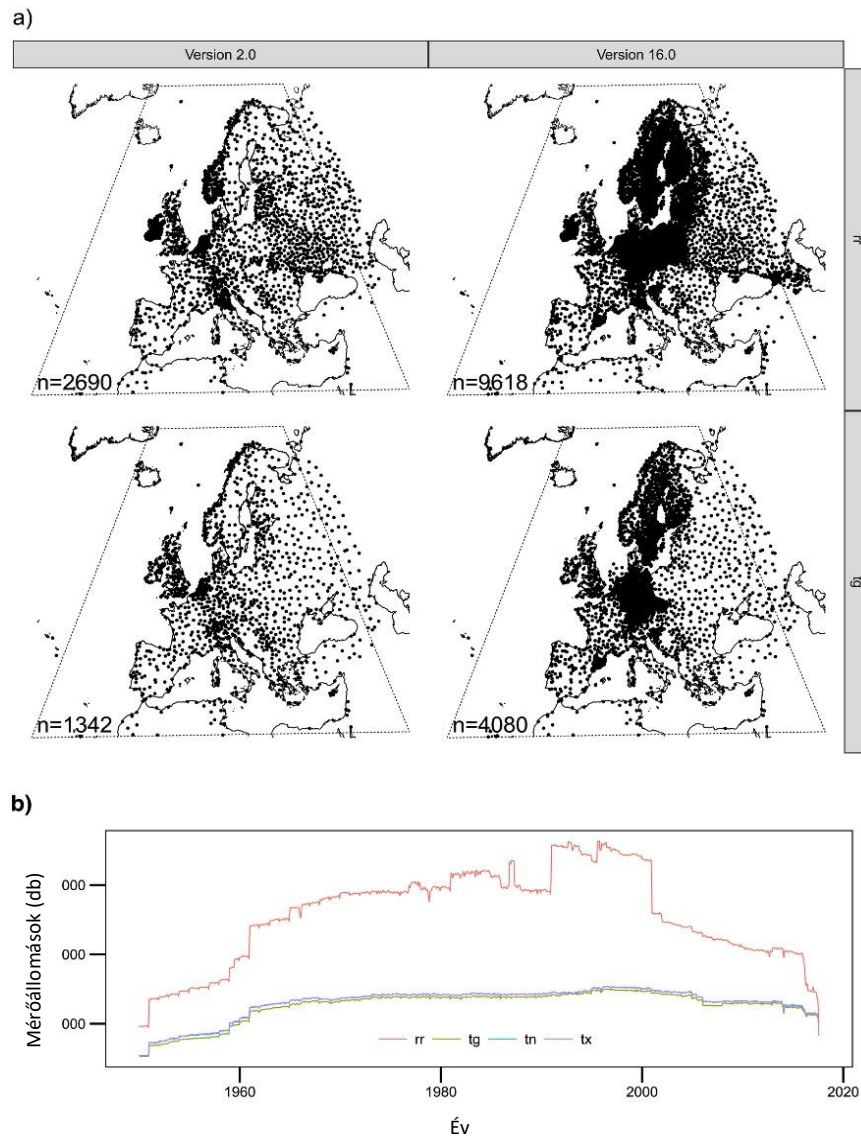 a)
Version 2.0 Version 16.0
rr
n=2690 n=9618
tg
n=1342 n=4080
b)
Mérőállomások (db)
000
000
000
rr tg tn tx
1960 1980 2000 2020
Év